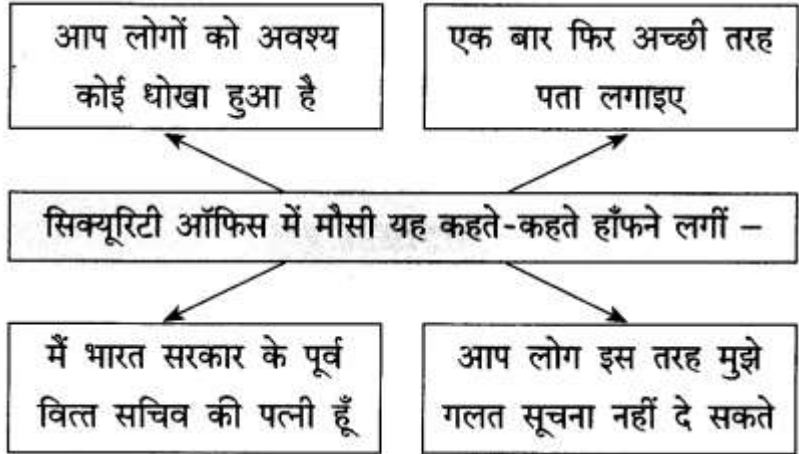 आप लोगों को अवश्य
कोई धोखा हुआ है
एक बार फिर अच्छी तरह
पता लगाइए
सिक्यूरिटी ऑफिस में मौसी यह कहते-कहते हाँफने लगीं –
मैं भारत सरकार के पूर्व
वित्त सचिव की पत्नी हूँ
आप लोग इस तरह मुझे
गलत सूचना नहीं दे सकते